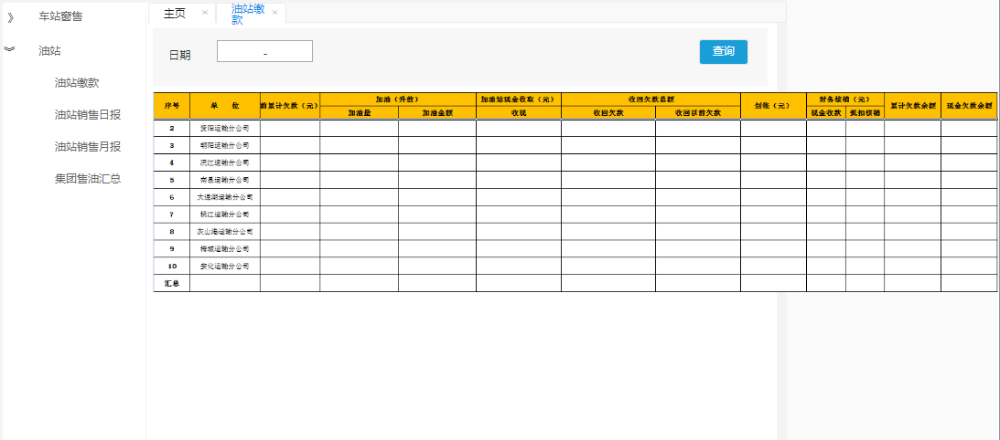 》 车站窗售
油站
油站缴款
油站销售日报
油站销售月报
集团售油汇总
主页 ×
油站缴
款 ×
日期 - 查询
序号 单 位 前累计欠款（元） 加油（升数） 加油站现金收取（元） 收回欠款总额 划帐（元） 财务核销（元） 累计欠款余额 现金欠款余额
加油量 加油金额 收现 收回欠款 收回以前欠款 现金收款 抵扣核销
2 资阳运输分公司
3 朝阳运输分公司
4 沅江运输分公司
5 南县运输分公司
6 大通湖运输分公司
7 桃江运输分公司
8 灰山港运输分公司
9 梅城运输分公司
10 安化运输分公司
汇总